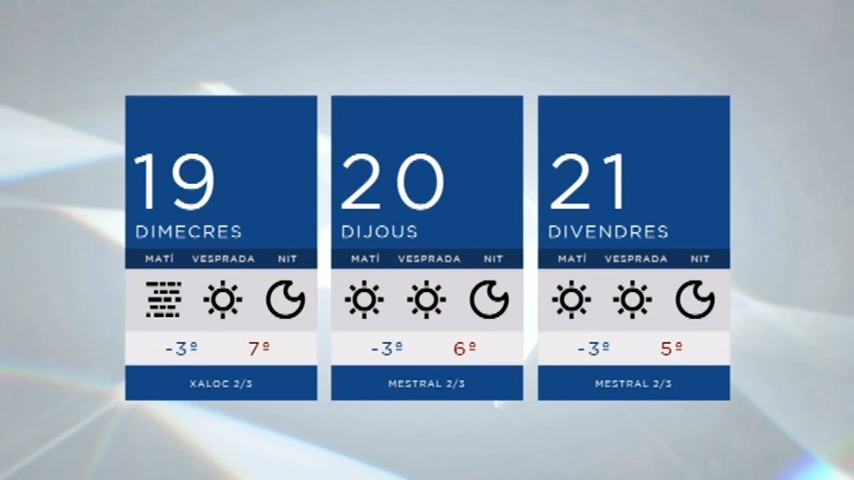 19
DIMECRES
MATÍ VESPRADA NIT
-3º 7º
XALOC 2/3
20
DIJOUS
MATÍ VESPRADA NIT
-3º 6º
MESTRAL 2/3
21
DIVENDRES
MATÍ VESPRADA NIT
-3º 5º
MESTRAL 2/3